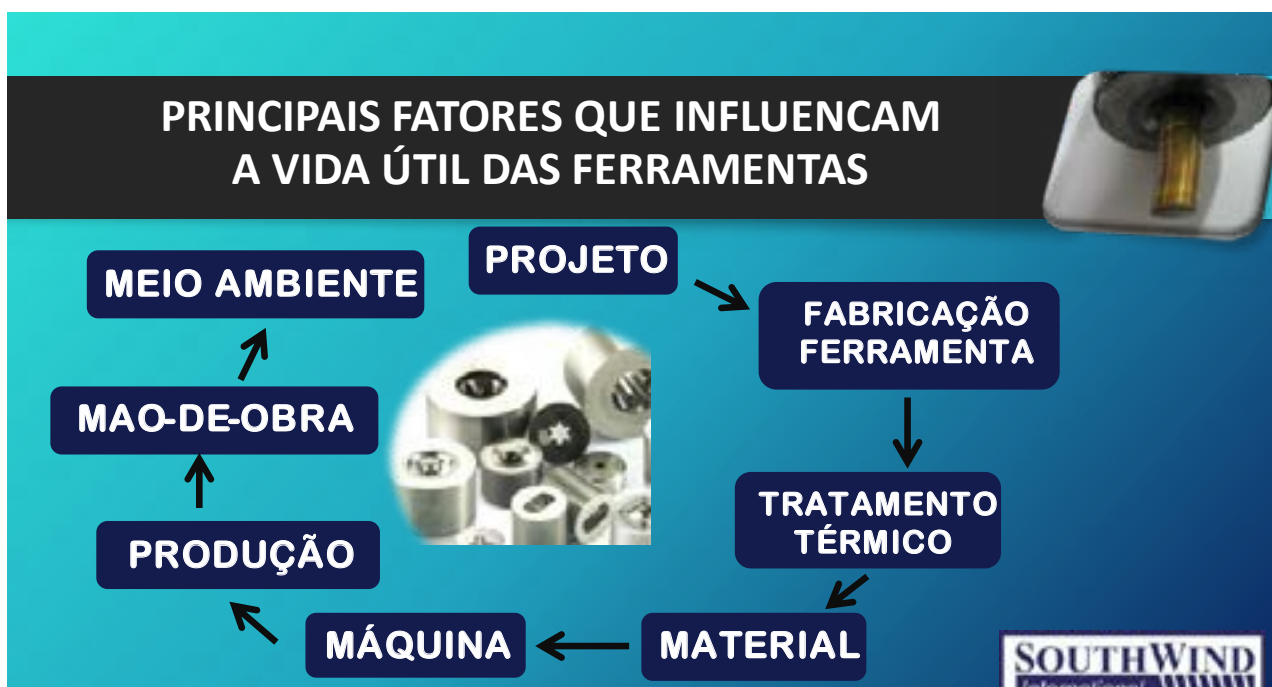 PRINCIPAIS FATORES QUE INFLUENCAM
A VIDA ÚTIL DAS FERRAMENTAS
PROJETO
FABRICAÇÃO
FERRAMENTA
TRATAMENTO
TÉRMICO
MATERIAL
MÁQUINA
PRODUÇÃO
MAO-DE-OBRA
MEIO AMBIENTE
SOUTHWIND
International